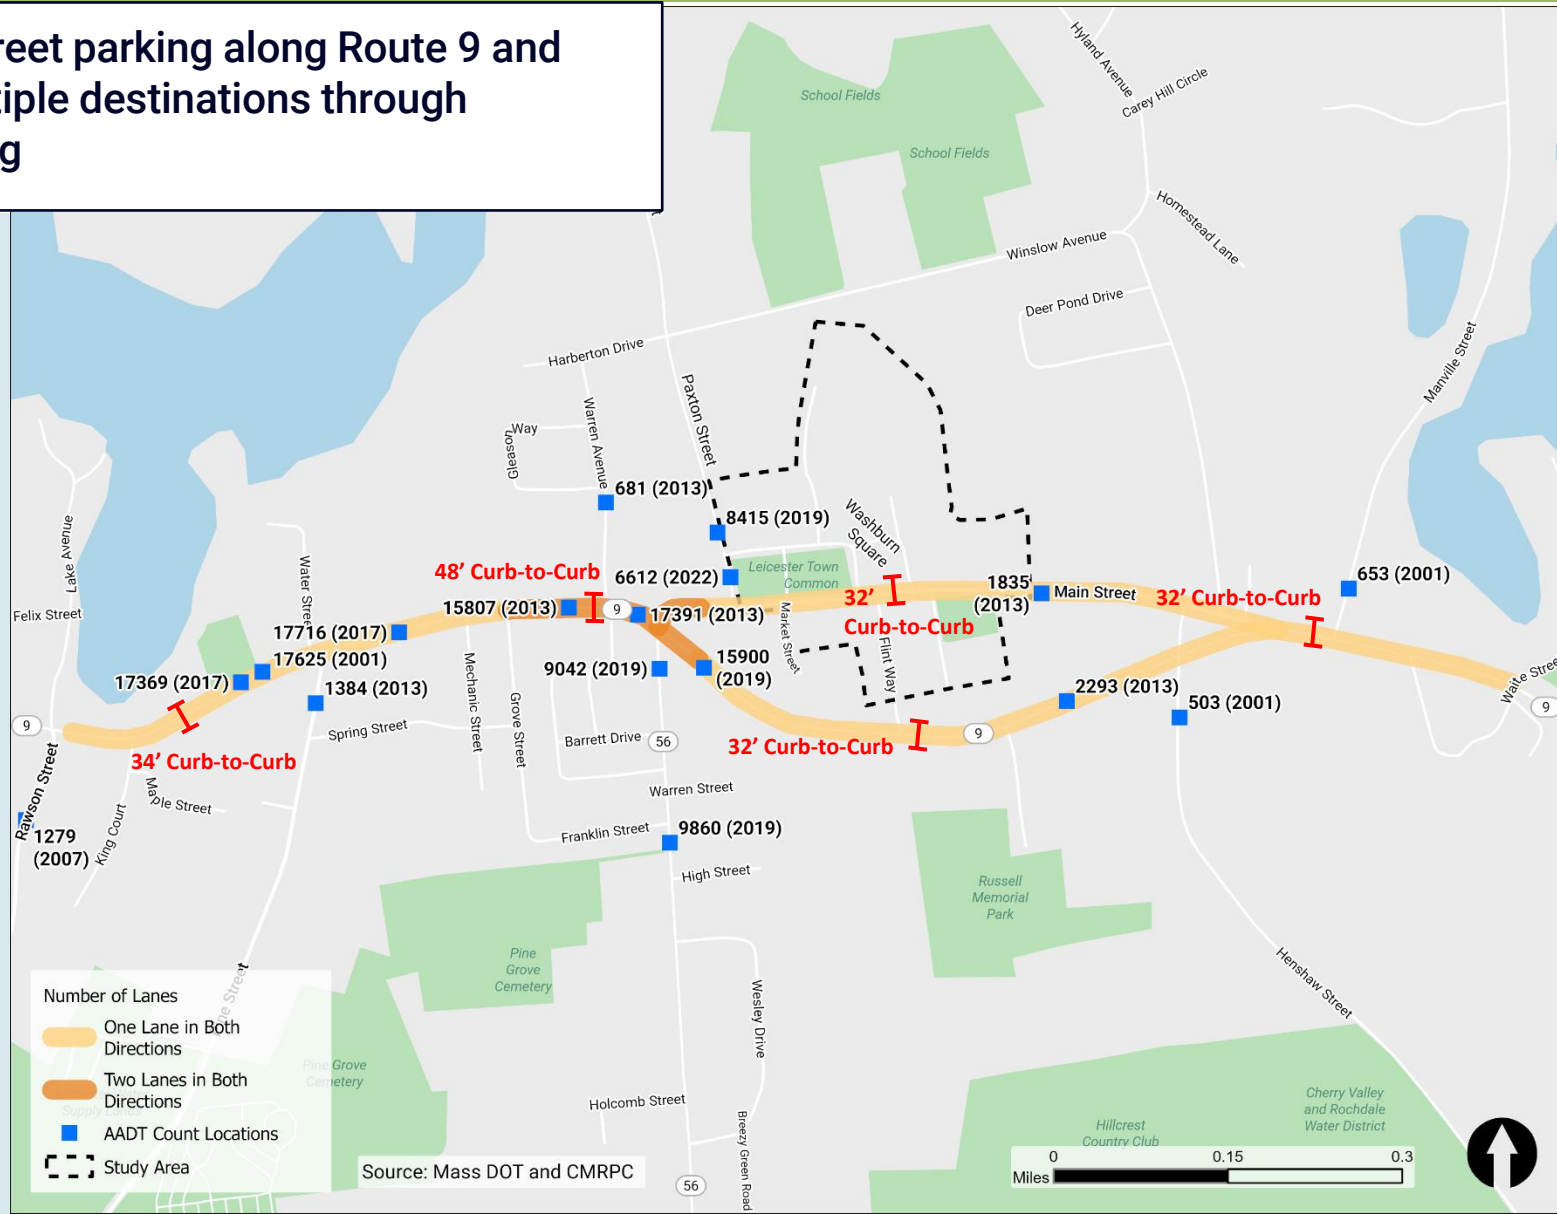 reet parking along Route 9 and
tiple destinations through
g
School Fields
School Fields
Hyland Avenue
Carey Hill Circle
Homestead Lane
Winslow Avenue
Deer Pond Drive
Manville Street
Harberton Drive
Paxton Street
Warren Avenue
Gleason
Way
681 (2013)
8415 (2019)
Washburn
Square
Leicester Town
Common
6612 (2022)
48’ Curb-to-Curb
15807 (2013)
9
17391 (2013)
32’
Curb-to-Curb
1835
(2013)
Main Street
32’ Curb-to-Curb
653 (2001)
Lake Avenue
Felix Street
Water Street
17716 (2017)
17625 (2001)
17369 (2017)
1384 (2013)
Mechanic Street
Grove Street
9042 (2019)
15900
(2019)
Market Street
Flint Way
2293 (2013)
503 (2001)
Waite Stree
9
9
34’ Curb-to-Curb
Spring Street
Barrett Drive
56
32’ Curb-to-Curb
9
Rawson Street
Maple Street
King Court
1279
(2007)
Warren Street
Franklin Street
9860 (2019)
High Street
Russell
Memorial
Park
Pine
Grove
Cemetery
Wesley Drive
Henshaw Street
ne Street
Pine Grove
Cemetery
Number of Lanes
One Lane in Both
Directions
Two Lanes in Both
Directions
Supply Lands
AADT Count Locations
Study Area
Source: Mass DOT and CMRPC
Holcomb Street
Breezy Green Road
56
Hillcrest
Country Club
Cherry Valley
and Rochdale
Water District
0 0.15 0.3
Miles